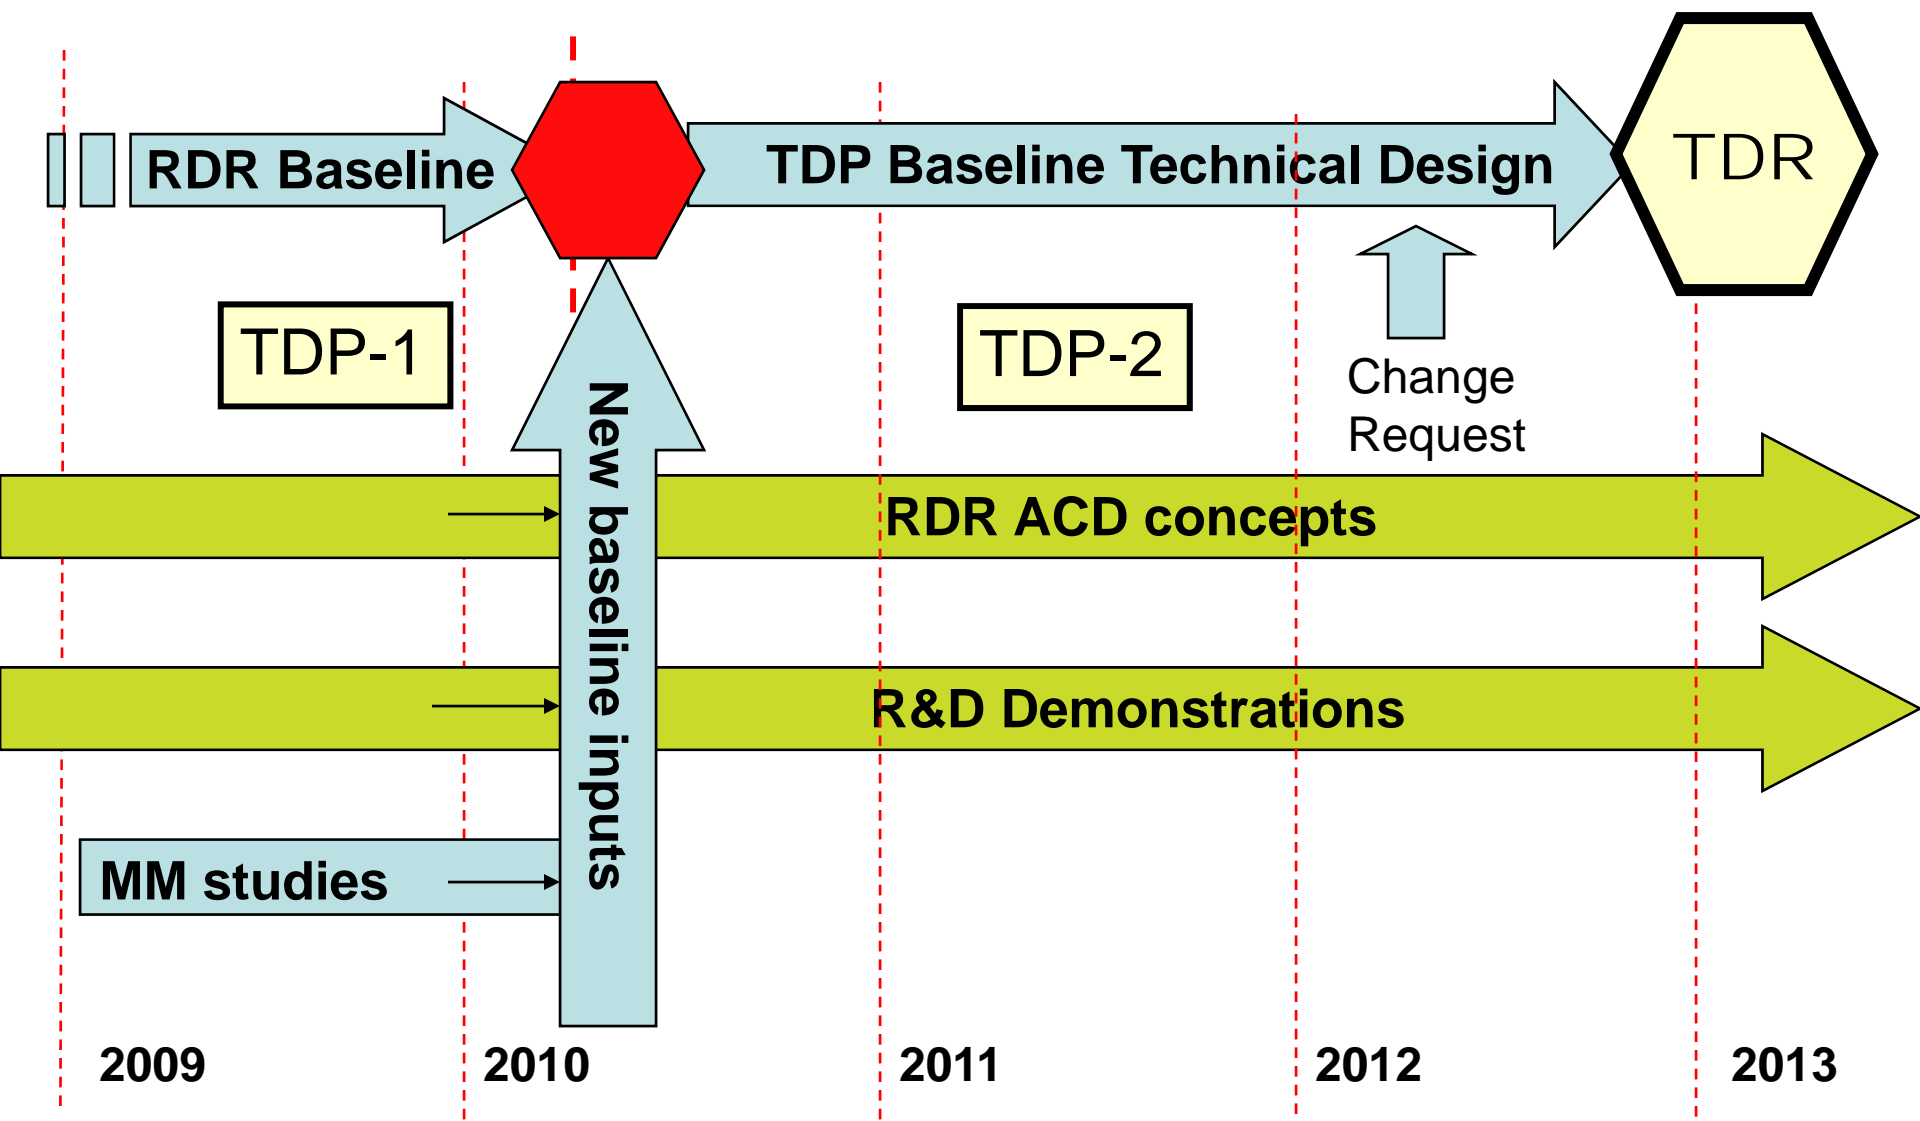 RDR Baseline
TDP Baseline Technical Design
TDR
TDP-1
TDP-2
Change
Request
New baseline inputs
RDR ACD concepts
R&D Demonstrations
MM studies
2009
2010
2011
2012
2013